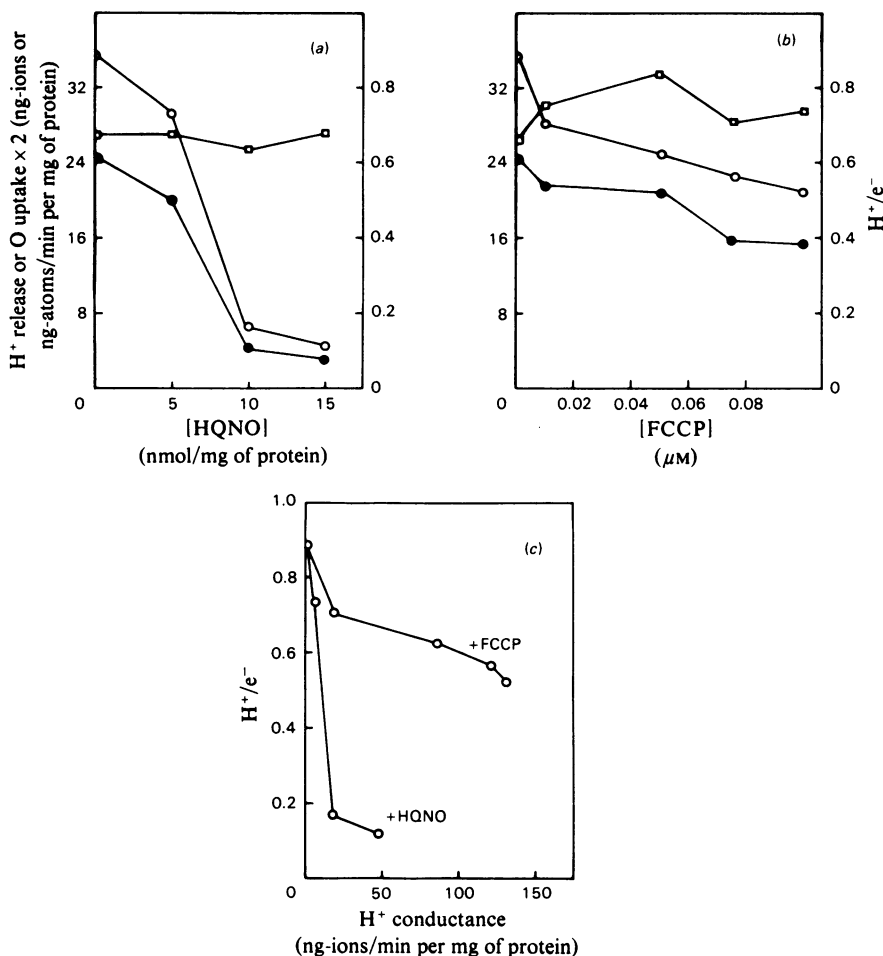 (a)
32
24
16
8
0
5
10
15
0.8
0.6
0.4
0.2
0
H⁺ release or O uptake × 2 (ng-ions or
ng-atoms/min per mg of protein)
[HQNO]
(nmol/mg of protein)
(b)
32
24
16
8
0
0.02
0.04
0.06
0.08
0.8
0.6
0.4
0.2
0
H⁺/e⁻
[FCCP]
(μM)
(c)
1.0
0.8
0.6
0.4
0.2
0
50
100
150
H⁺/e⁻
+FCCP
+HQNO
H⁺ conductance
(ng-ions/min per mg of protein)